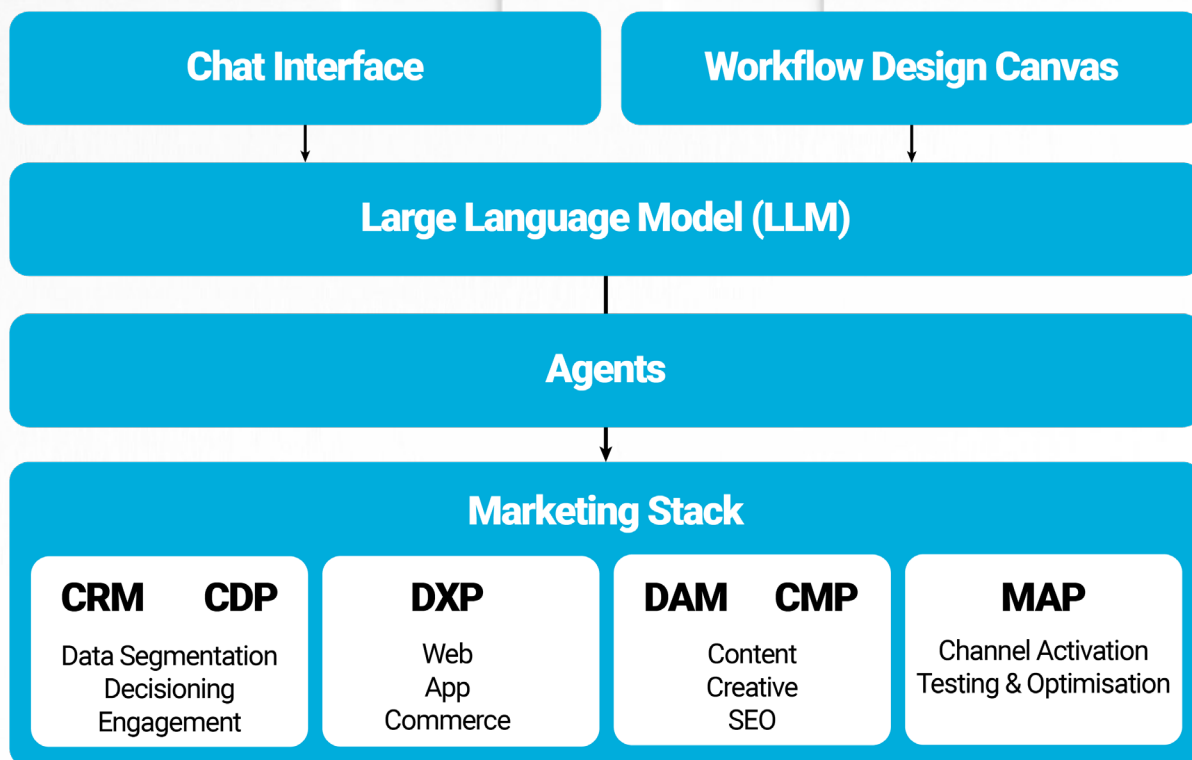 Chat Interface
Workflow Design Canvas
Large Language Model (LLM)
Agents
Marketing Stack
CRM CDP
Data Segmentation
Decisioning
Engagement
DXP
Web
App
Commerce
DAM CMP
Content
Creative
SEO
MAP
Channel Activation
Testing & Optimisation